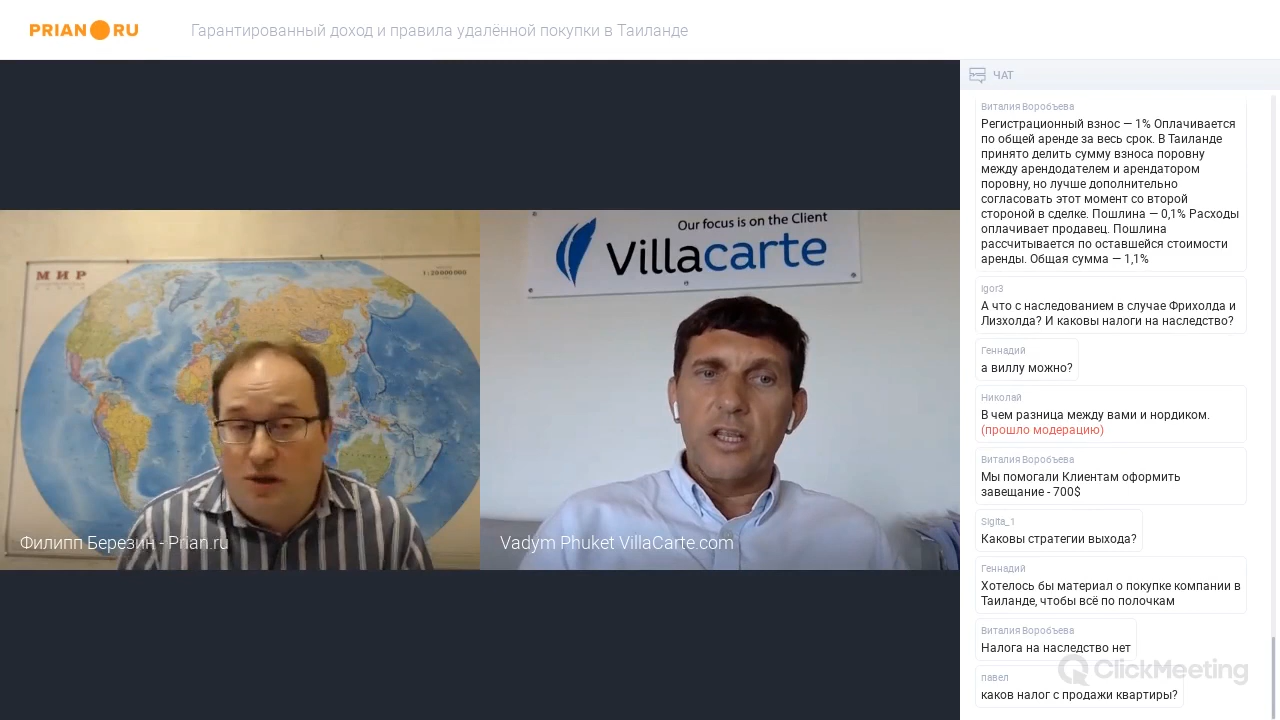 PRIAN RU
Гарантированный доход и правила удалённой покупки в Таиланде
МИР
1:20 000 000
Филипп Березин - Prian.ru
Our focus is on the Client
villacarte
Vadym Phuket VillaCarte.com
ЧАТ
Виталия Воробъева
Регистрационный взнос — 1% Оплачивается
по общей аренде за весь срок. В Таиланде
принято делить сумму взноса поровну
между арендодателем и арендатором
поровну, но лучше дополнительно
согласовать этот момент со второй
стороной в сделке. Пошлина — 0,1% Расходы
оплачивает продавец. Пошлина
рассчитывается по оставшейся стоимости
аренды. Общая сумма — 1,1%
igor3
А что с наследованием в случае Фрихолда и
Лизхолда? И каковы налоги на наследство?
Геннадий
а виллу можно?
Николай
В чем разница между вами и нордиком.
(прошло модерацию)
Виталия Воробъева
Мы помогали Клиентам оформить
завещание - 700$
Sigita_1
Каковы стратегии выхода?
Геннадий
Хотелось бы материал о покупке компании в
Таиланде, чтобы всё по полочкам
Виталия Воробъева
Налога на наследство нет
ClickMeeting
павел
каков налог с продажи квартиры?